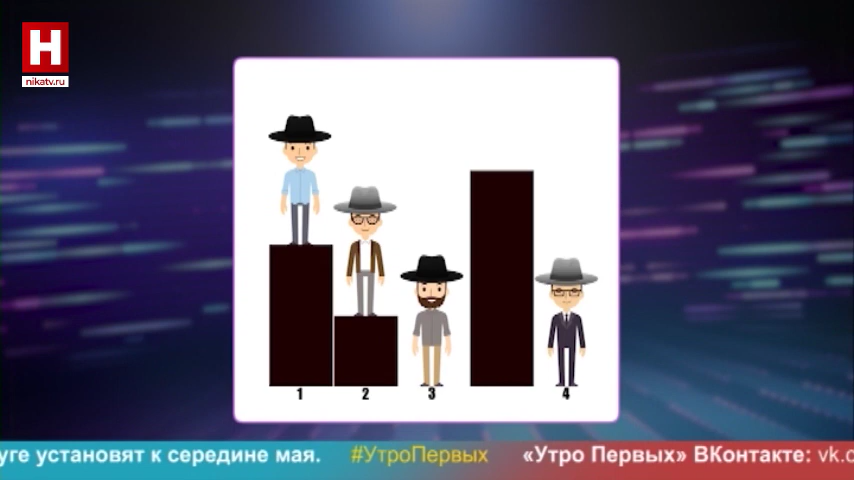 Н
nikatv.ru
1 2 3 4
уге установят к середине мая. #УтроПервых «Утро Первых» ВКонтакте: vk.c